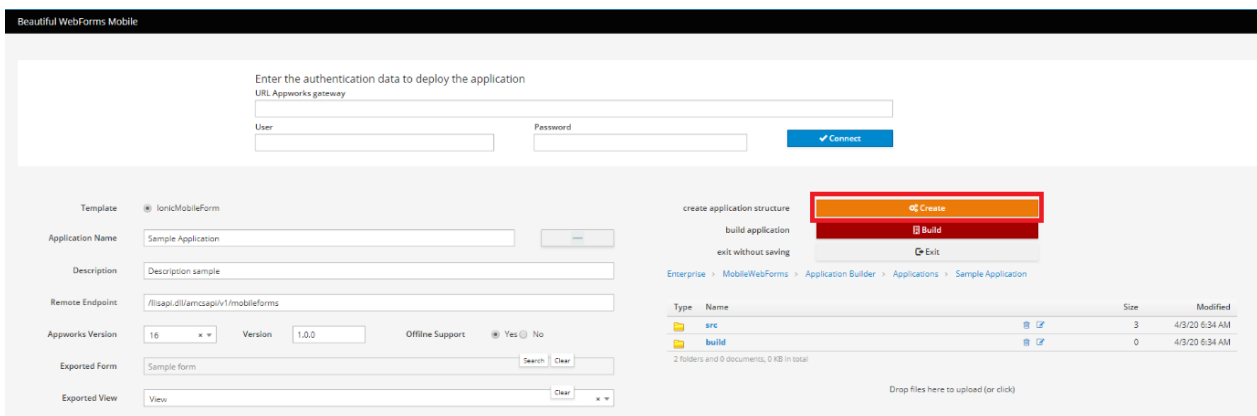 Beautiful WebForms Mobile
Enter the authentication data to deploy the application
URL Appworks gateway
User Password
Connect
Template IonicMobileForm
Application Name Sample Application
Description Description sample
Remote Endpoint /llisapi.dll/amcsapi/v1/mobileforms
Appworks Version 16 Version 1.0.0 Offline Support Yes No
Exported Form Sample form Search Clear
Exported View View Clear
create application structure Create
build application Build
exit without saving Exit
Enterprise > MobileWebForms > Application Builder > Applications > Sample Application
Type Name Size Modified
src 3 4/3/20 6:34 AM
build 0 4/3/20 6:34 AM
2 folders and 0 documents, 0 KB in total
Drop files here to upload (or click)